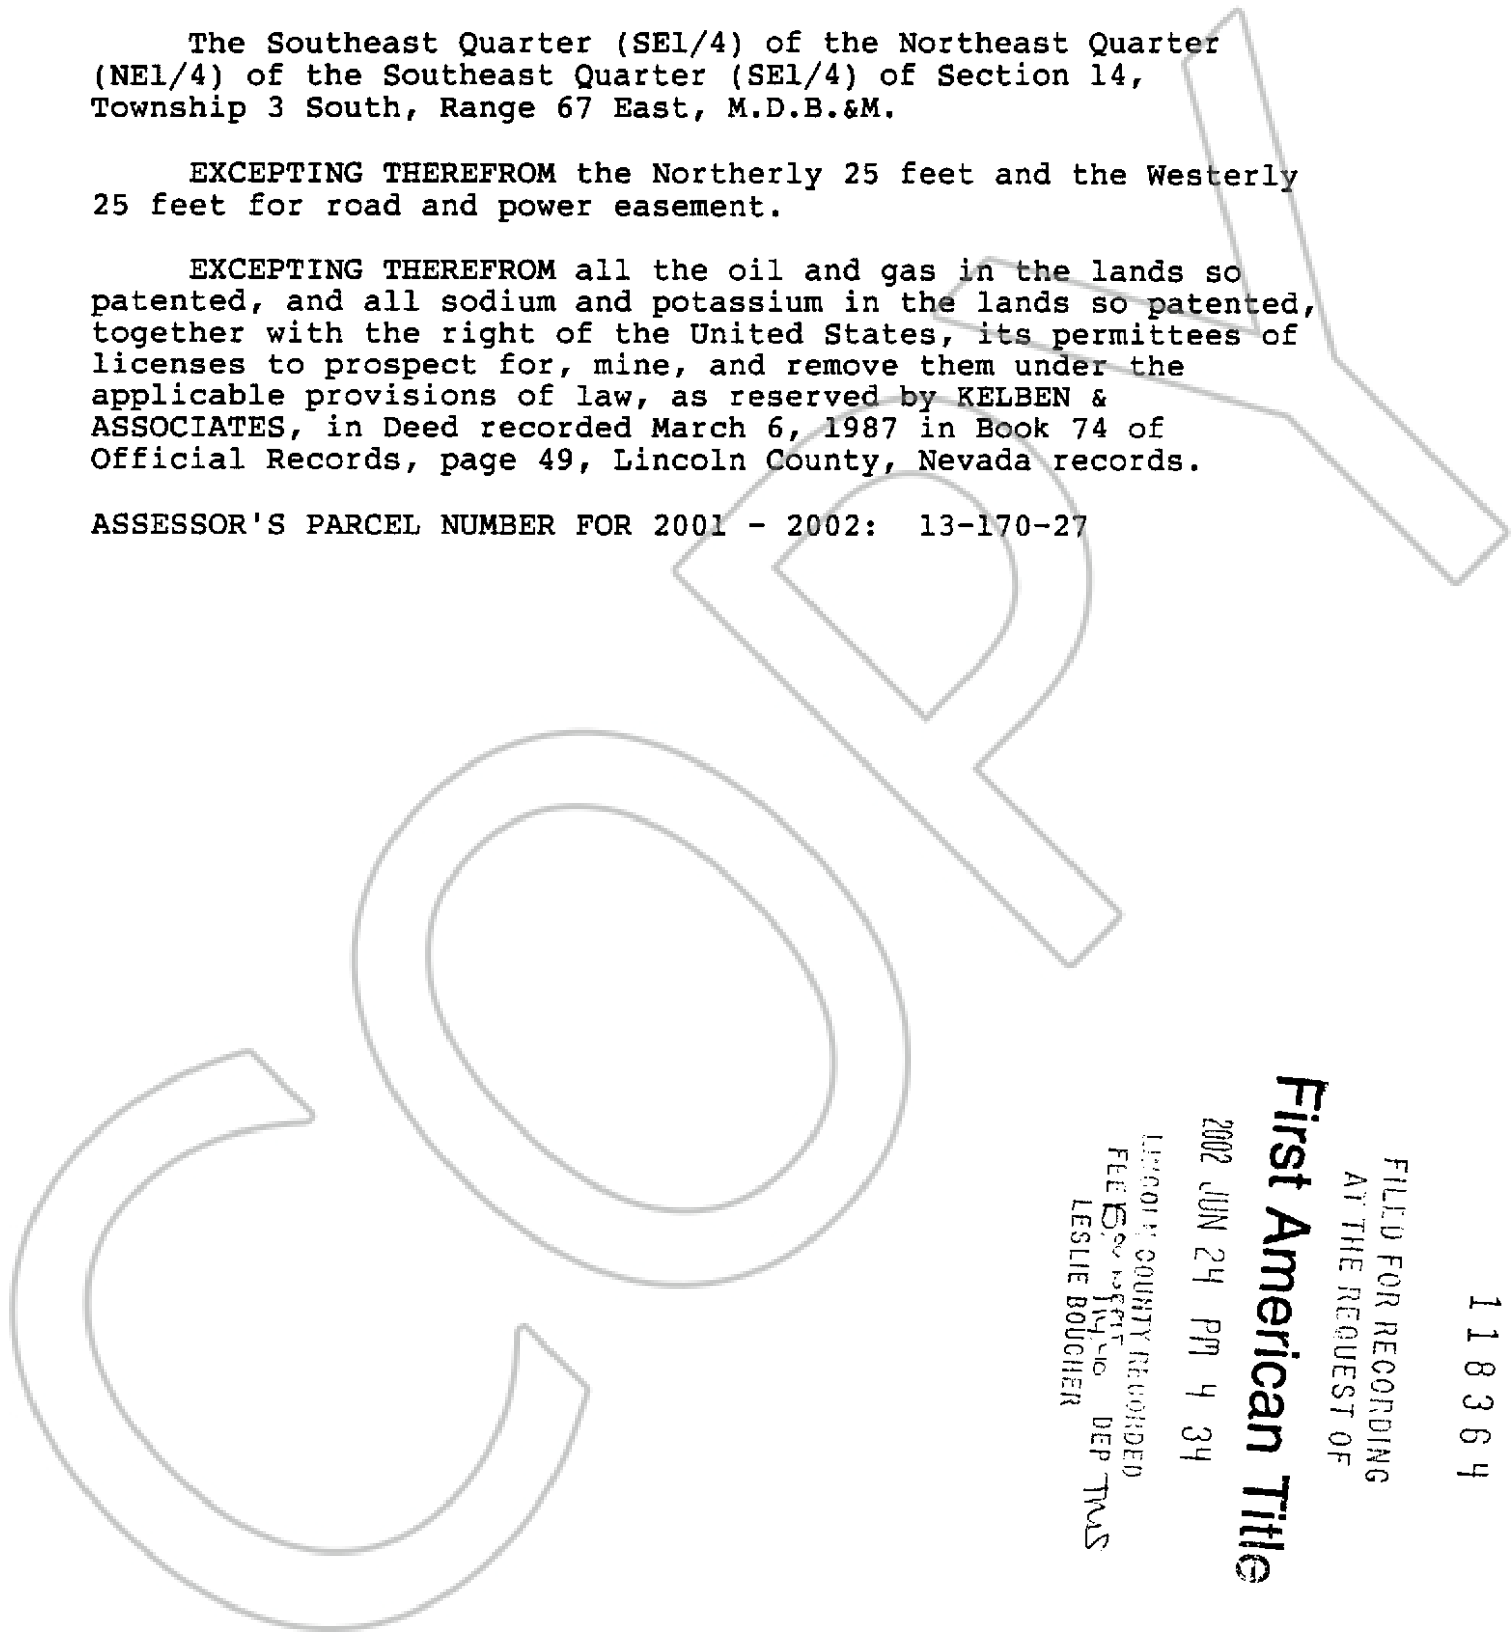 The Southeast Quarter (SE1/4) of the Northeast Quarter
(NE1/4) of the Southeast Quarter (SE1/4) of Section 14,
Township 3 South, Range 67 East, M.D.B.&M.
EXCEPTING THEREFROM the Northerly 25 feet and the Westerly
25 feet for road and power easement.
EXCEPTING THEREFROM all the oil and gas in the lands so
patented, and all sodium and potassium in the lands so patented,
together with the right of the United States, its permittees of
licenses to prospect for, mine, and remove them under the
applicable provisions of law, as reserved by KELBEN &
ASSOCIATES, in Deed recorded March 6, 1987 in Book 74 of
Official Records, page 49, Lincoln County, Nevada records.
ASSESSOR'S PARCEL NUMBER FOR 2001 - 2002: 13-170-27
COPY
118364
FILED FOR RECORDING
AT THE REQUEST OF
First American Title
2002 JUN 24 PM 4 34
LINCOLN COUNTY RECORDED
FEE DEP
LESLIE BOUCHER